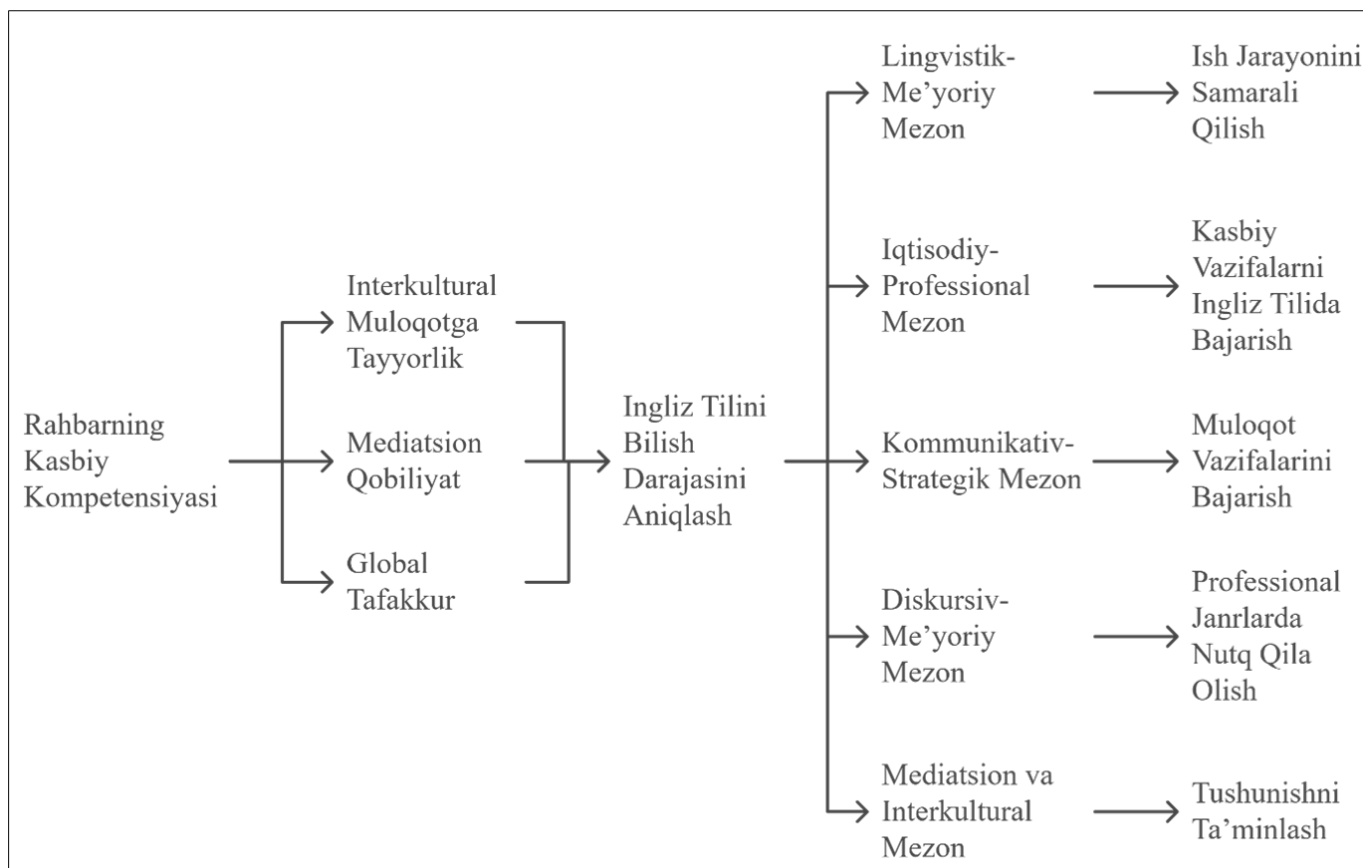 Rahbarning
Kasbiy
Kompetensiyasi
Interkultural
Muloqotga
Tayyorlik
Mediatsion
Qobiliyat
Global
Tafakkur
Ingliz Tilini
Bilish
Darajasini
Aniqlash
Lingvistik-
Me’yoriy
Mezon
Ish Jarayonini
Samarali
Qilish
Iqtisodiy-
Professional
Mezon
Kasbiy
Vazifalarni
Ingliz Tilida
Bajarish
Kommunikativ-
Strategik Mezon
Muloqot
Vazifalarini
Bajarish
Diskursiv-
Me’yoriy
Mezon
Professional
Janrlarda
Nutq Qila
Olish
Mediatsion va
Interkultural
Mezon
Tushunishni
Ta’minlash